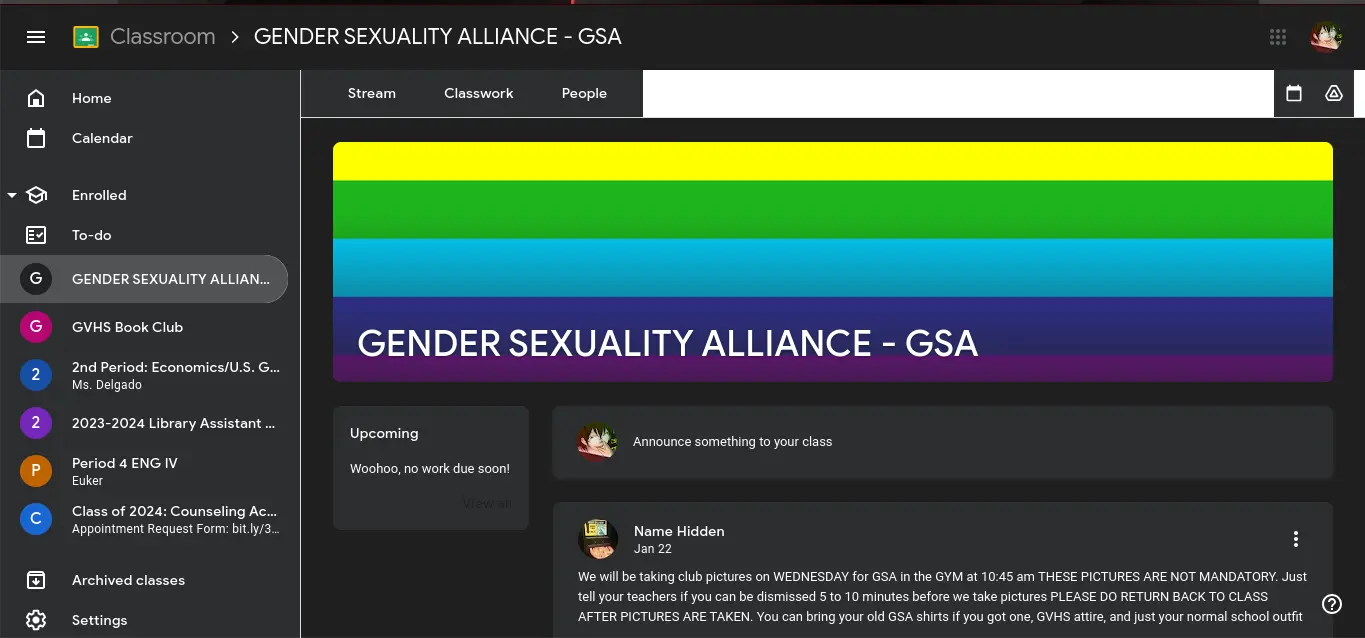 Classroom > GENDER SEXUALITY ALLIANCE - GSA
Home
Calendar
Enrolled
To-do
G GENDER SEXUALITY ALLIAN...
G GVHS Book Club
2 2nd Period: Economics/U.S. G...
Ms. Delgado
2 2023-2024 Library Assistant ...
P Period 4 ENG IV
Euker
C Class of 2024: Counseling Ac...
Appointment Request Form: bit.ly/3...
Archived classes
Settings
Stream Classwork People
GENDER SEXUALITY ALLIANCE - GSA
Upcoming
Woohoo, no work due soon!
View all
Announce something to your class
Name Hidden
Jan 22
We will be taking club pictures on WEDNESDAY for GSA in the GYM at 10:45 am THESE PICTURES ARE NOT MANDATORY. Just
tell your teachers if you can be dismissed 5 to 10 minutes before we take pictures PLEASE DO RETURN BACK TO CLASS
AFTER PICTURES ARE TAKEN. You can bring your old GSA shirts if you got one, GVHS attire, and just your normal school outfit